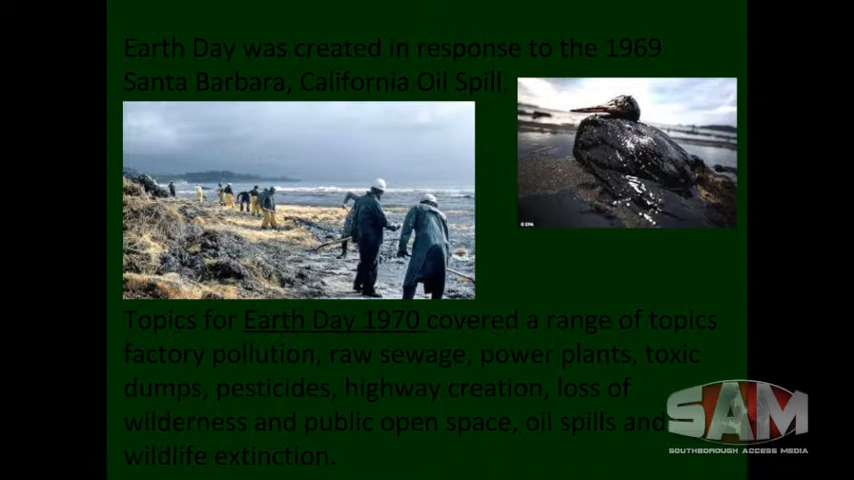 Earth Day was created in response to the 1969
Santa Barbara, California Oil Spill.
© EPA
Topics for Earth Day 1970 covered a range of topics
factory pollution, raw sewage, power plants, toxic
dumps, pesticides, highway creation, loss of
wilderness and public open space, oil spills and
wildlife extinction.
SAM
SOUTHBOROUGH ACCESS MEDIA